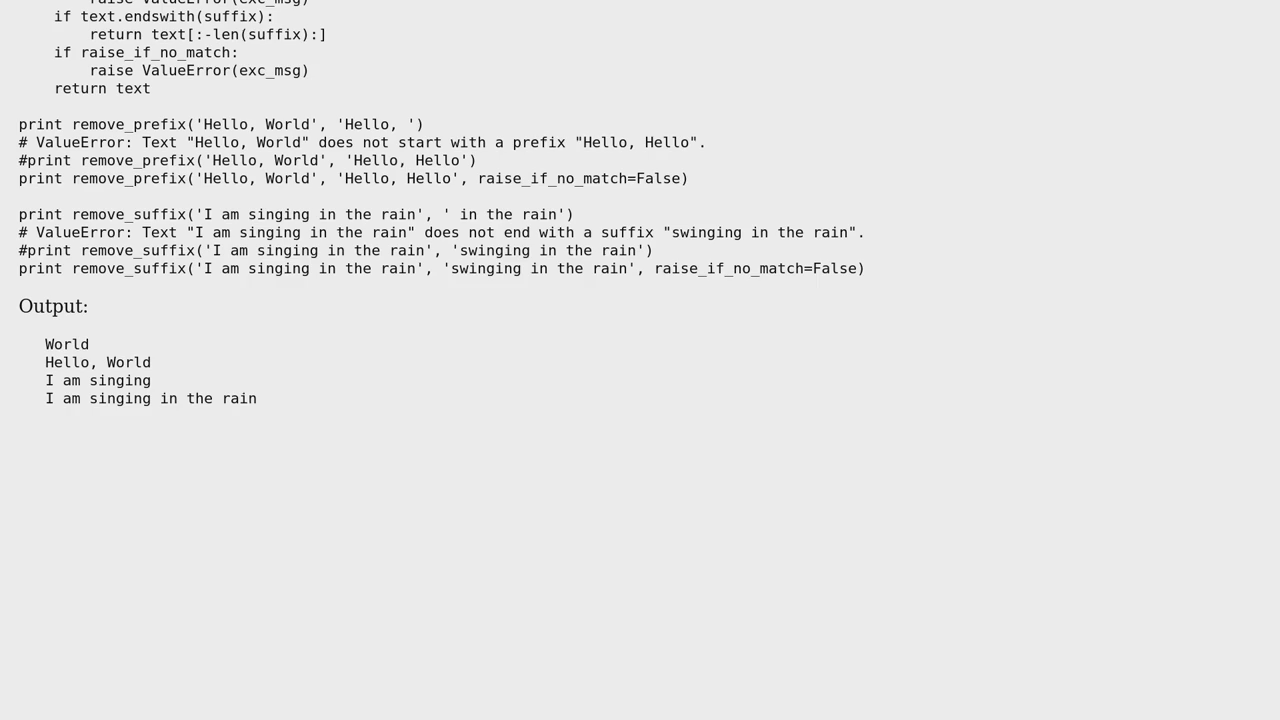 raise ValueError(exc_msg)
if text.endswith(suffix):
return text[:-len(suffix):]
if raise_if_no_match:
raise ValueError(exc_msg)
return text
print remove_prefix('Hello, World', 'Hello, ')
# ValueError: Text "Hello, World" does not start with a prefix "Hello, Hello".
#print remove_prefix('Hello, World', 'Hello, Hello')
print remove_prefix('Hello, World', 'Hello, Hello', raise_if_no_match=False)
print remove_suffix('I am singing in the rain', ' in the rain')
# ValueError: Text "I am singing in the rain" does not end with a suffix "swinging in the rain".
#print remove_suffix('I am singing in the rain', 'swinging in the rain')
print remove_suffix('I am singing in the rain', 'swinging in the rain', raise_if_no_match=False)
Output:
World
Hello, World
I am singing
I am singing in the rain